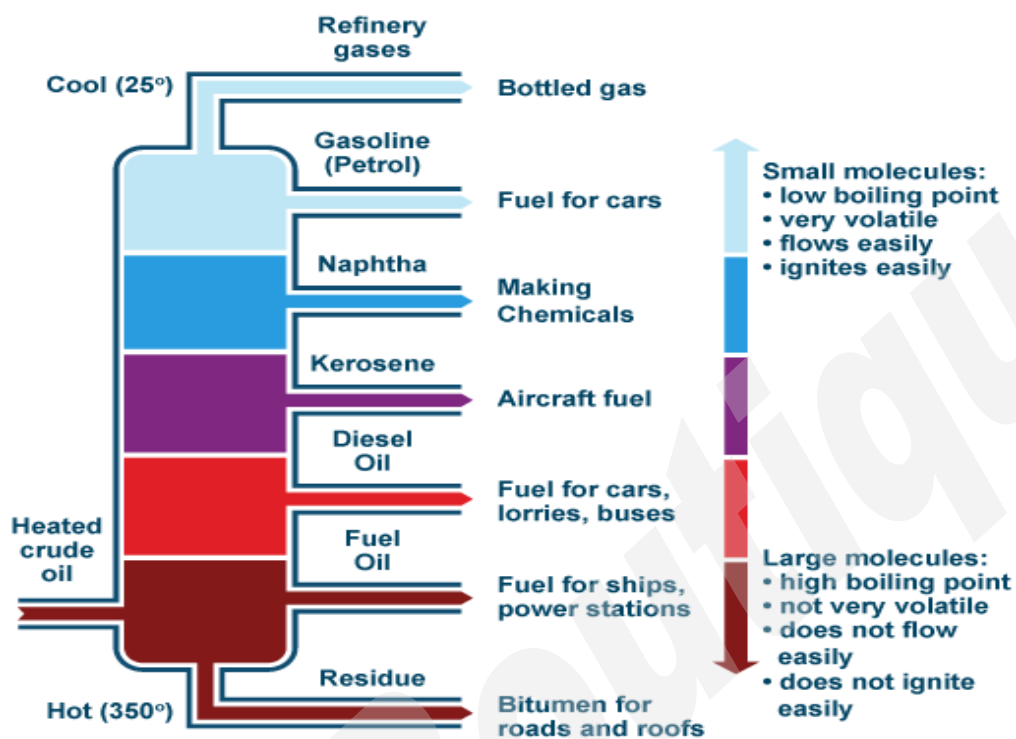 Refinery
gases
Cool (25º)
Bottled gas
Gasoline
(Petrol)
Fuel for cars
Naphtha
Making
Chemicals
Kerosene
Aircraft fuel
Diesel
Oil
Fuel for cars,
lorries, buses
Heated
crude
oil
Fuel
Oil
Fuel for ships,
power stations
Residue
Hot (350º)
Bitumen for
roads and roofs
Small molecules:
• low boiling point
• very volatile
• flows easily
• ignites easily
Large molecules:
• high boiling point
• not very volatile
• does not flow
easily
• does not ignite
easily